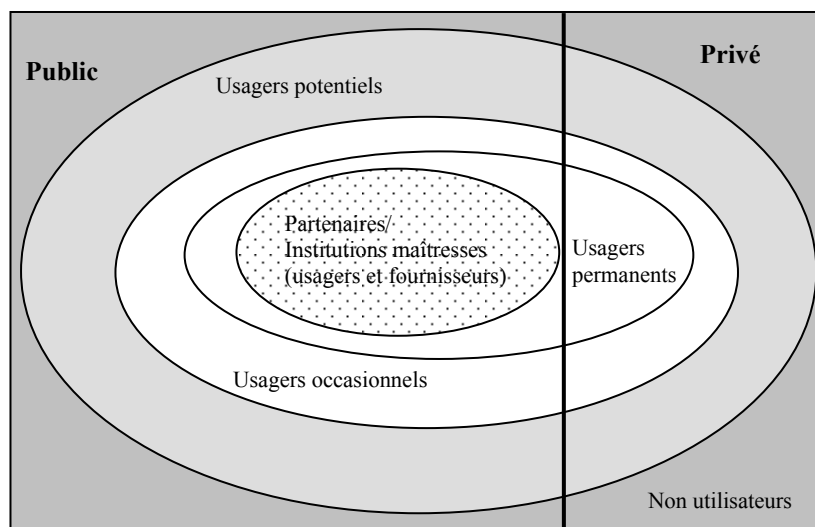 Public
Privé
Usagers potentiels
Partenaires/
Institutions maîtresses
(usagers et fournisseurs)
Usagers
permanents
Usagers occasionnels
Non utilisateurs